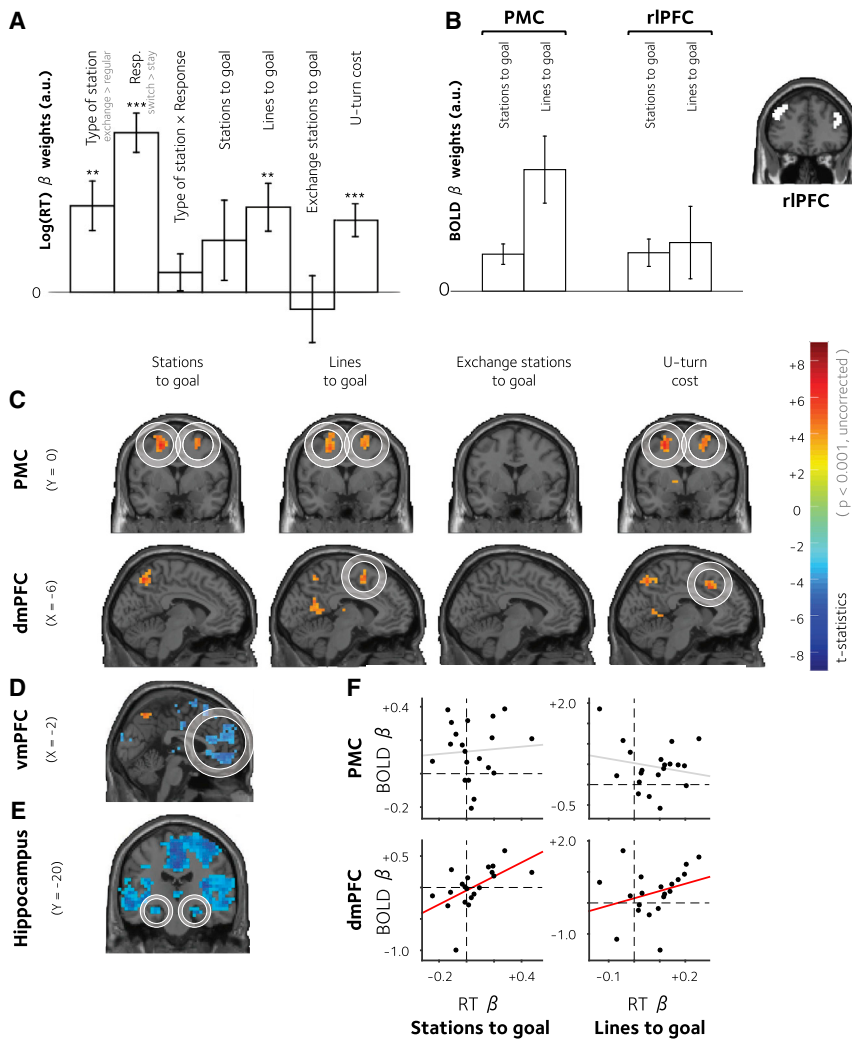 A
Log(RT) β weights (a.u.)
Type of station
exchange > regular
Resp.
switch > stay
Type of station × Response
Stations to goal
Lines to goal
Exchange stations to goal
U-turn cost
**
***
**
***
0
B
PMC
rlPFC
BOLD β weights (a.u.)
Stations to goal
Lines to goal
Stations to goal
Lines to goal
0
rlPFC
Stations
to goal
Lines
to goal
Exchange stations
to goal
U-turn
cost
C
PMC
(Y = 0)
dmPFC
(X = -6)
+8
+6
+4
+2
0
-2
-4
-6
-8
t-statistics
( p < 0.001, uncorrected )
D
vmPFC
(X = -2)
E
Hippocampus
(Y = -20)
F
PMC
BOLD β
+0.4
-0.2
+2.0
-0.5
dmPFC
BOLD β
+0.5
-1.0
+2.0
-1.0
-0.2
+0.4
-0.1
+0.2
RT β
RT β
Stations to goal
Lines to goal